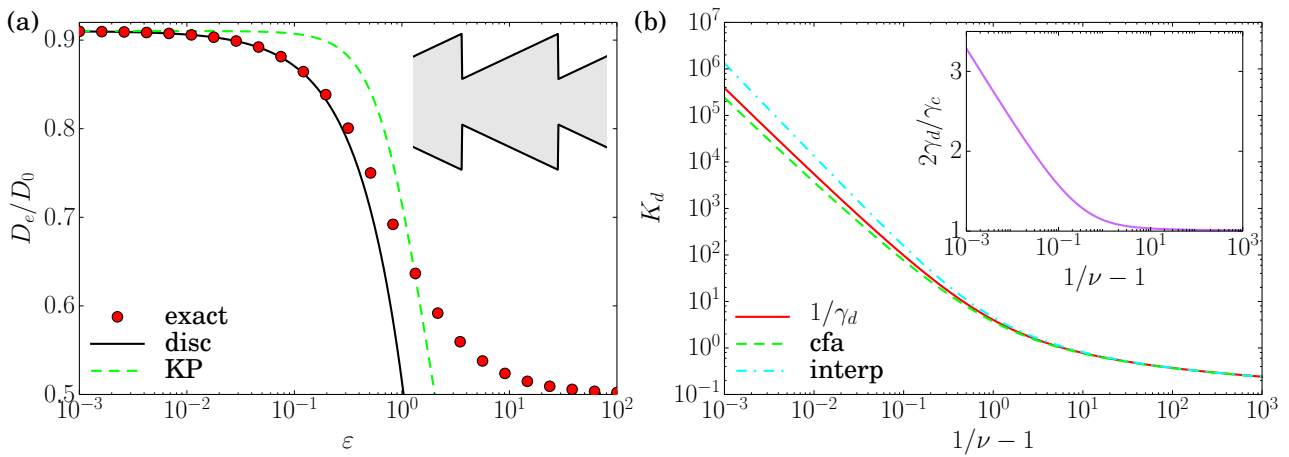 (a)
0.9
0.8
0.7
0.6
0.5
D_e/D_0
exact
disc
KP
10^{-3} 10^{-2} 10^{-1} 10^0 10^1 10^2
ε
(b)
10^7
10^6
10^5
10^4
10^3
10^2
10^1
10^0
10^{-1}
K_d
1/γ_d
cfa
interp
10^{-3} 10^{-2} 10^{-1} 10^0 10^1 10^2 10^3
1/ν − 1
3
2
1
2γ_d/γ_c
10^{-3} 10^{-1} 10^1 10^3
1/ν − 1